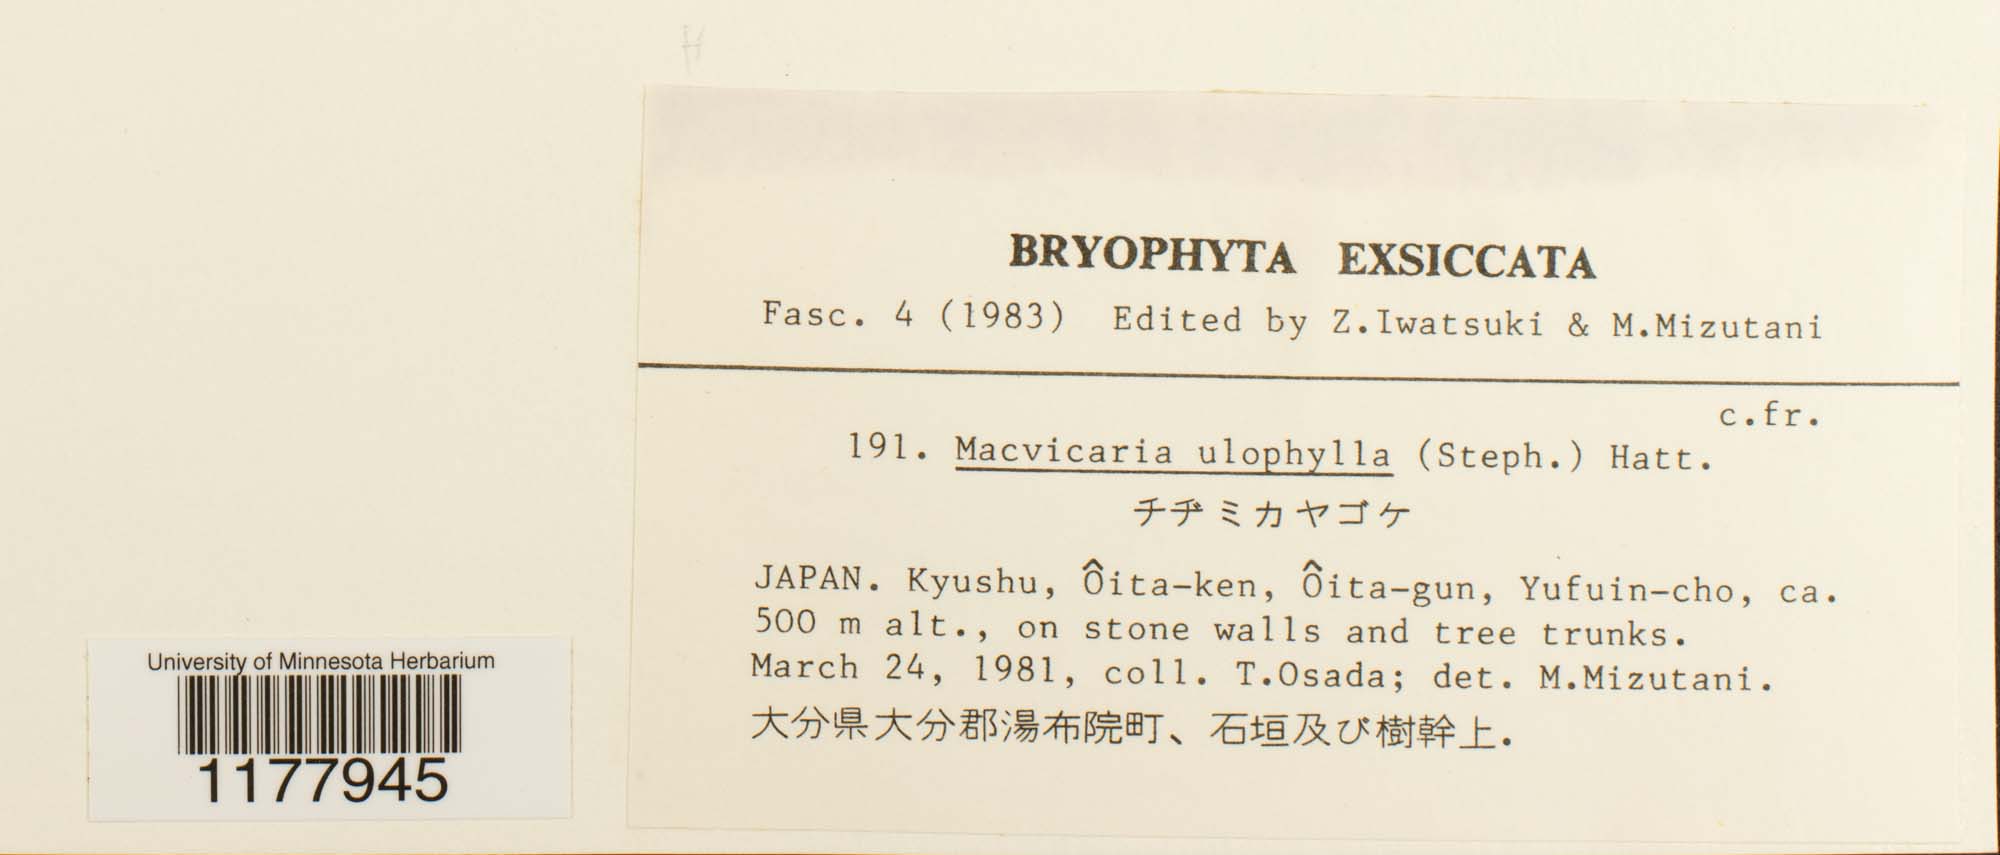 H
BRYOPHYTA EXSICCATA
Fasc. 4 (1983) Edited by Z.Iwatsuki & M.Mizutani
c.fr.
191. Macvicaria ulophylla (Steph.) Hatt.
チヂミカヤゴケ
JAPAN. Kyushu, Ôita-ken, Ôita-gun, Yufuin-cho, ca.
500 m alt., on stone walls and tree trunks.
March 24, 1981, coll. T.Osada; det. M.Mizutani.
大分県大分郡湯布院町、石垣及び樹幹上.
University of Minnesota Herbarium
1177945